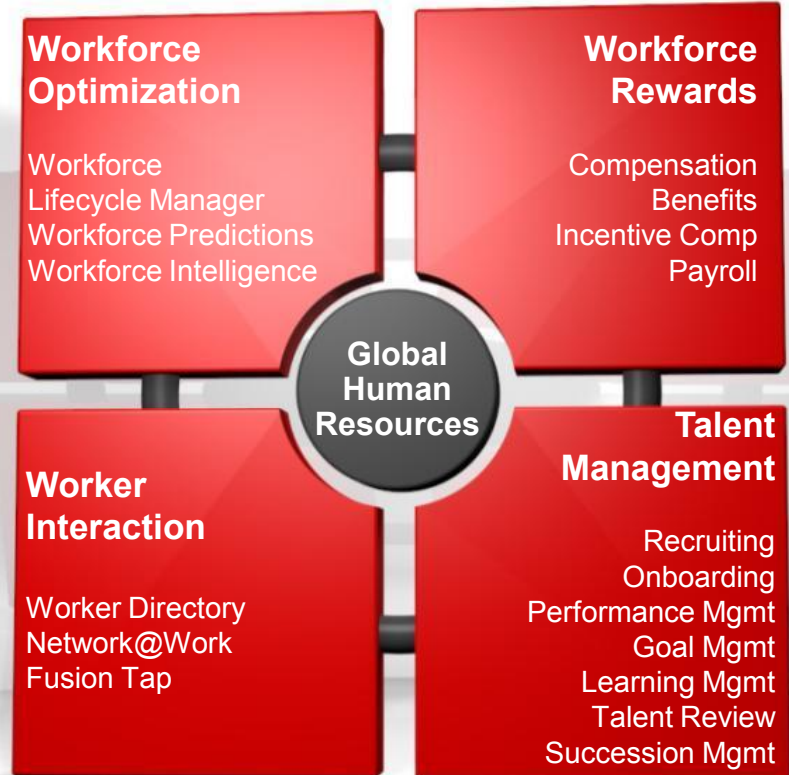 Workforce
Optimization
Workforce
Lifecycle Manager
Workforce Predictions
Workforce Intelligence
Workforce
Rewards
Compensation
Benefits
Incentive Comp
Payroll
Global
Human
Resources
Worker
Interaction
Worker Directory
Network@Work
Fusion Tap
Talent
Management
Recruiting
Onboarding
Performance Mgmt
Goal Mgmt
Learning Mgmt
Talent Review
Succession Mgmt